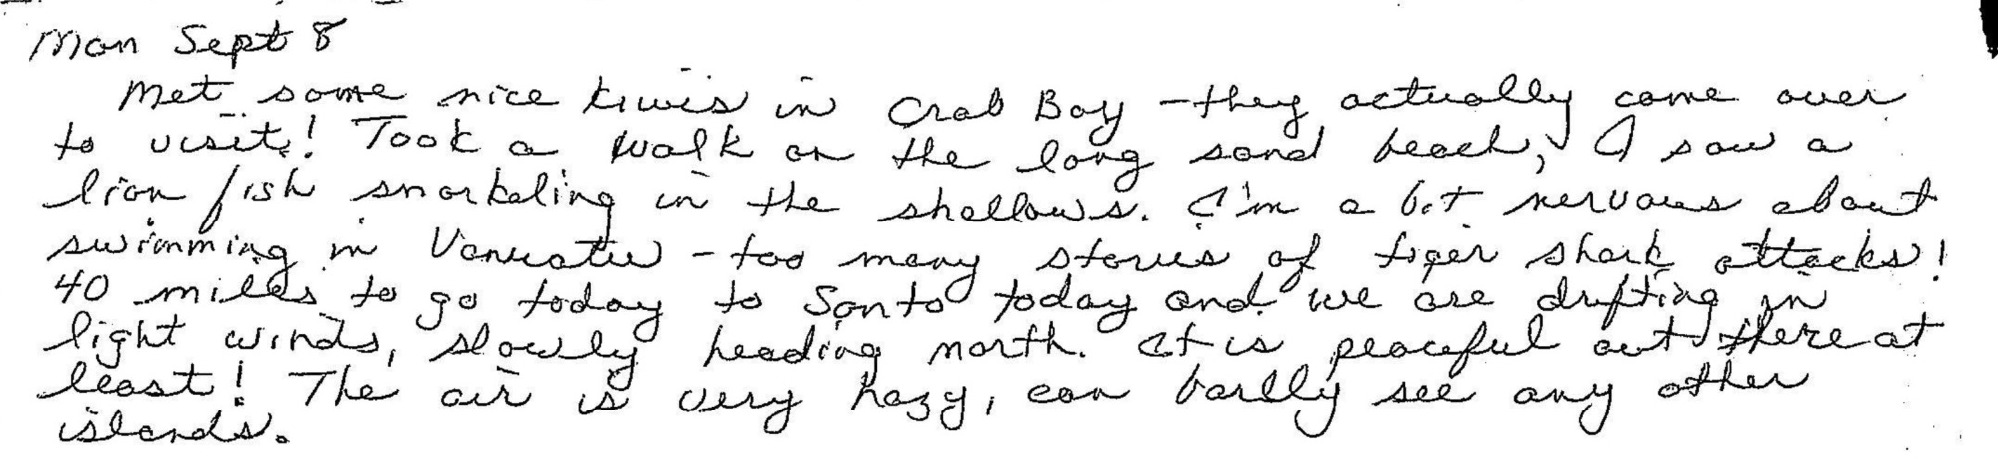 Mon Sept 8
Met some nice kiwis in Crab Bay - they actually came over
to visit! Took a walk on the long sand beach, I saw a
lion fish snorkeling in the shallows. I'm a bit nervous about
swimming in Vanuatu - too many stories of tiger shark attacks!
40 miles to go today to Santo today and we are drifting in
light winds, slowly heading north. It is peaceful out there at
least! The air is very hazy, can barlly see any other
islands.